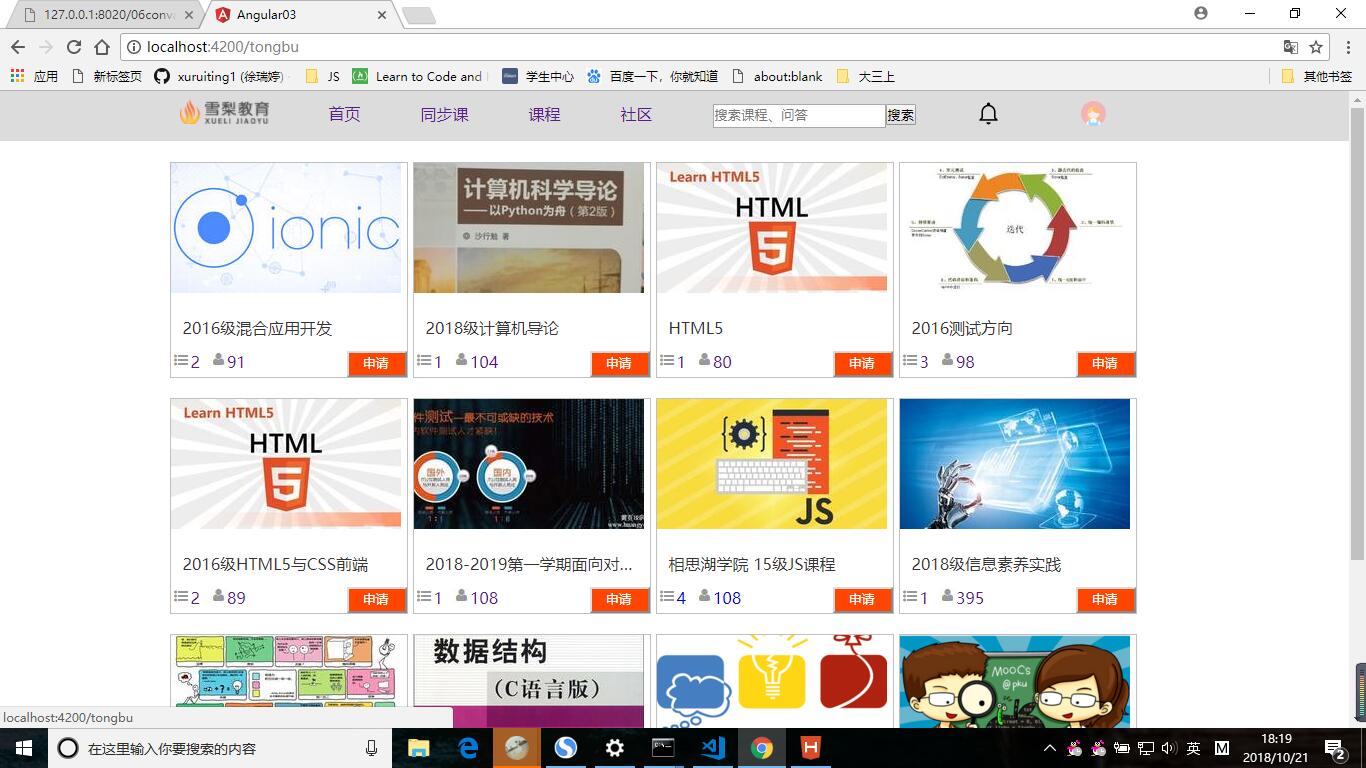 127.0.0.1:8020/06conv
Angular03
localhost:4200/tongbu
应用 新标签页 xuruiting1 (徐瑞婷) JS Learn to Code and 学生中心 百度一下，你就知道 about:blank 大三上 其他书签
雪梨教育 首页 同步课 课程 社区 搜索课程、问答 搜索
XUELI JIAOYU
ionic
计算机科学导论
——以Python为舟（第2版）
沙行勉 著
Learn HTML5
HTML
5
迭代
2016级混合应用开发 2018级计算机导论 HTML5 2016测试方向
2 91 申请 1 104 申请 1 80 申请 3 98 申请
Learn HTML5
HTML
5
件测试—最不可或缺的技术
国外 国内
JS
2016级HTML5与CSS前端 2018-2019第一学期面向对... 相思湖学院 15级JS课程 2018级信息素养实践
2 89 申请 1 108 申请 4 108 申请 1 395 申请
数据结构
（C语言版）
MOOCs
@pku
localhost:4200/tongbu
在这里输入你要搜索的内容
英 M 18:19
2018/10/21 2